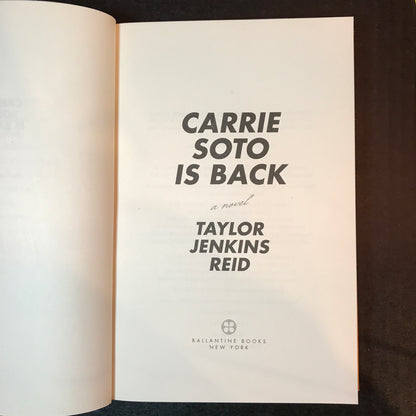 CARRIE
SOTO
IS BACK
a novel
TAYLOR
JENKINS
REID
BALLANTINE BOOKS
NEW YORK